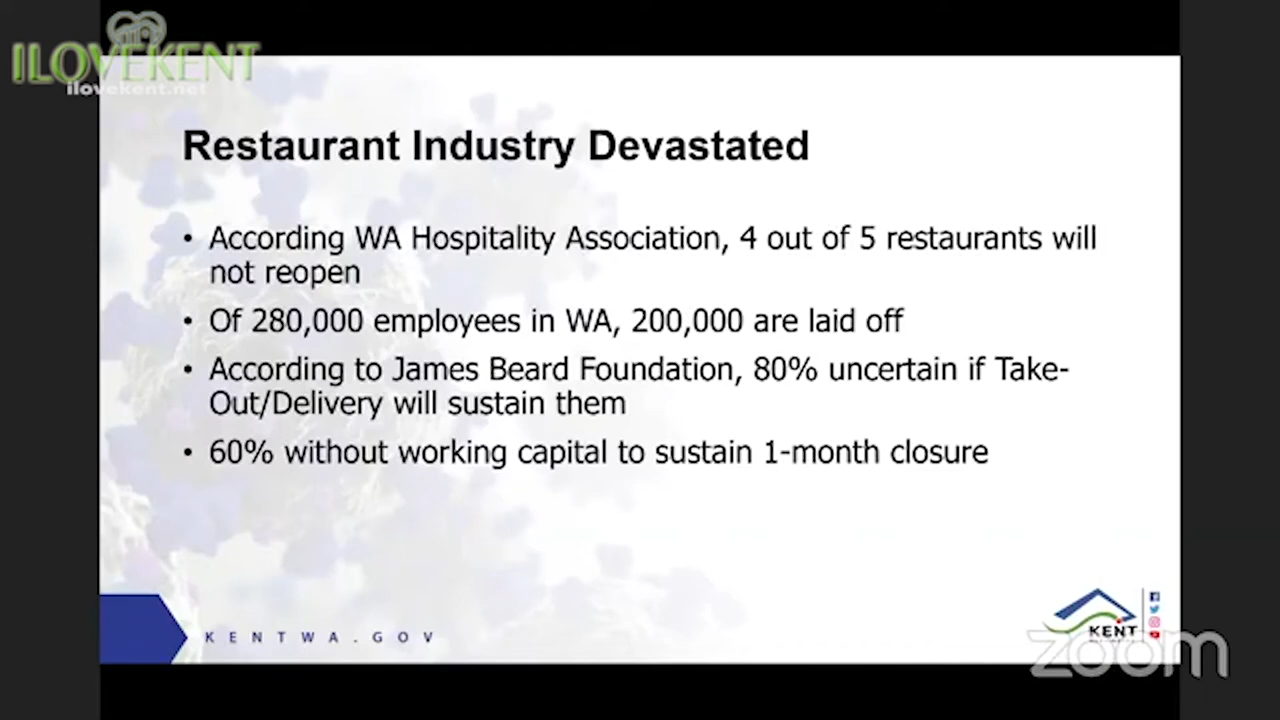 ILOVEKENT
ilovekent.net
Restaurant Industry Devastated
• According WA Hospitality Association, 4 out of 5 restaurants will
not reopen
• Of 280,000 employees in WA, 200,000 are laid off
• According to James Beard Foundation, 80% uncertain if Take-
Out/Delivery will sustain them
• 60% without working capital to sustain 1-month closure
KENTWA.GOV
KENT
zoom